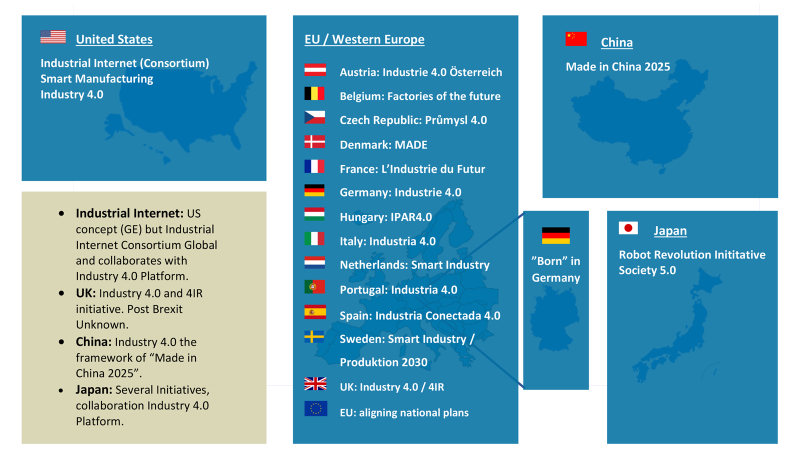 United States
Industrial Internet (Consortium)
Smart Manufacturing
Industry 4.0
• Industrial Internet: US
concept (GE) but Industrial
Internet Consortium Global
and collaborates with
Industry 4.0 Platform.
• UK: Industry 4.0 and 4IR
initiative. Post Brexit
Unknown.
• China: Industry 4.0 the
framework of “Made in
China 2025”.
• Japan: Several Initiatives,
collaboration Industry 4.0
Platform.
EU / Western Europe
Austria: Industrie 4.0 Österreich
Belgium: Factories of the future
Czech Republic: Průmysl 4.0
Denmark: MADE
France: L’Industrie du Futur
Germany: Industrie 4.0
Hungary: IPAR4.0
Italy: Industria 4.0
Netherlands: Smart Industry
Portugal: Industria 4.0
Spain: Industria Conectada 4.0
Sweden: Smart Industry /
Produktion 2030
UK: Industry 4.0 / 4IR
EU: aligning national plans
”Born” in
Germany
China
Made in China 2025
Japan
Robot Revolution Inititative
Society 5.0